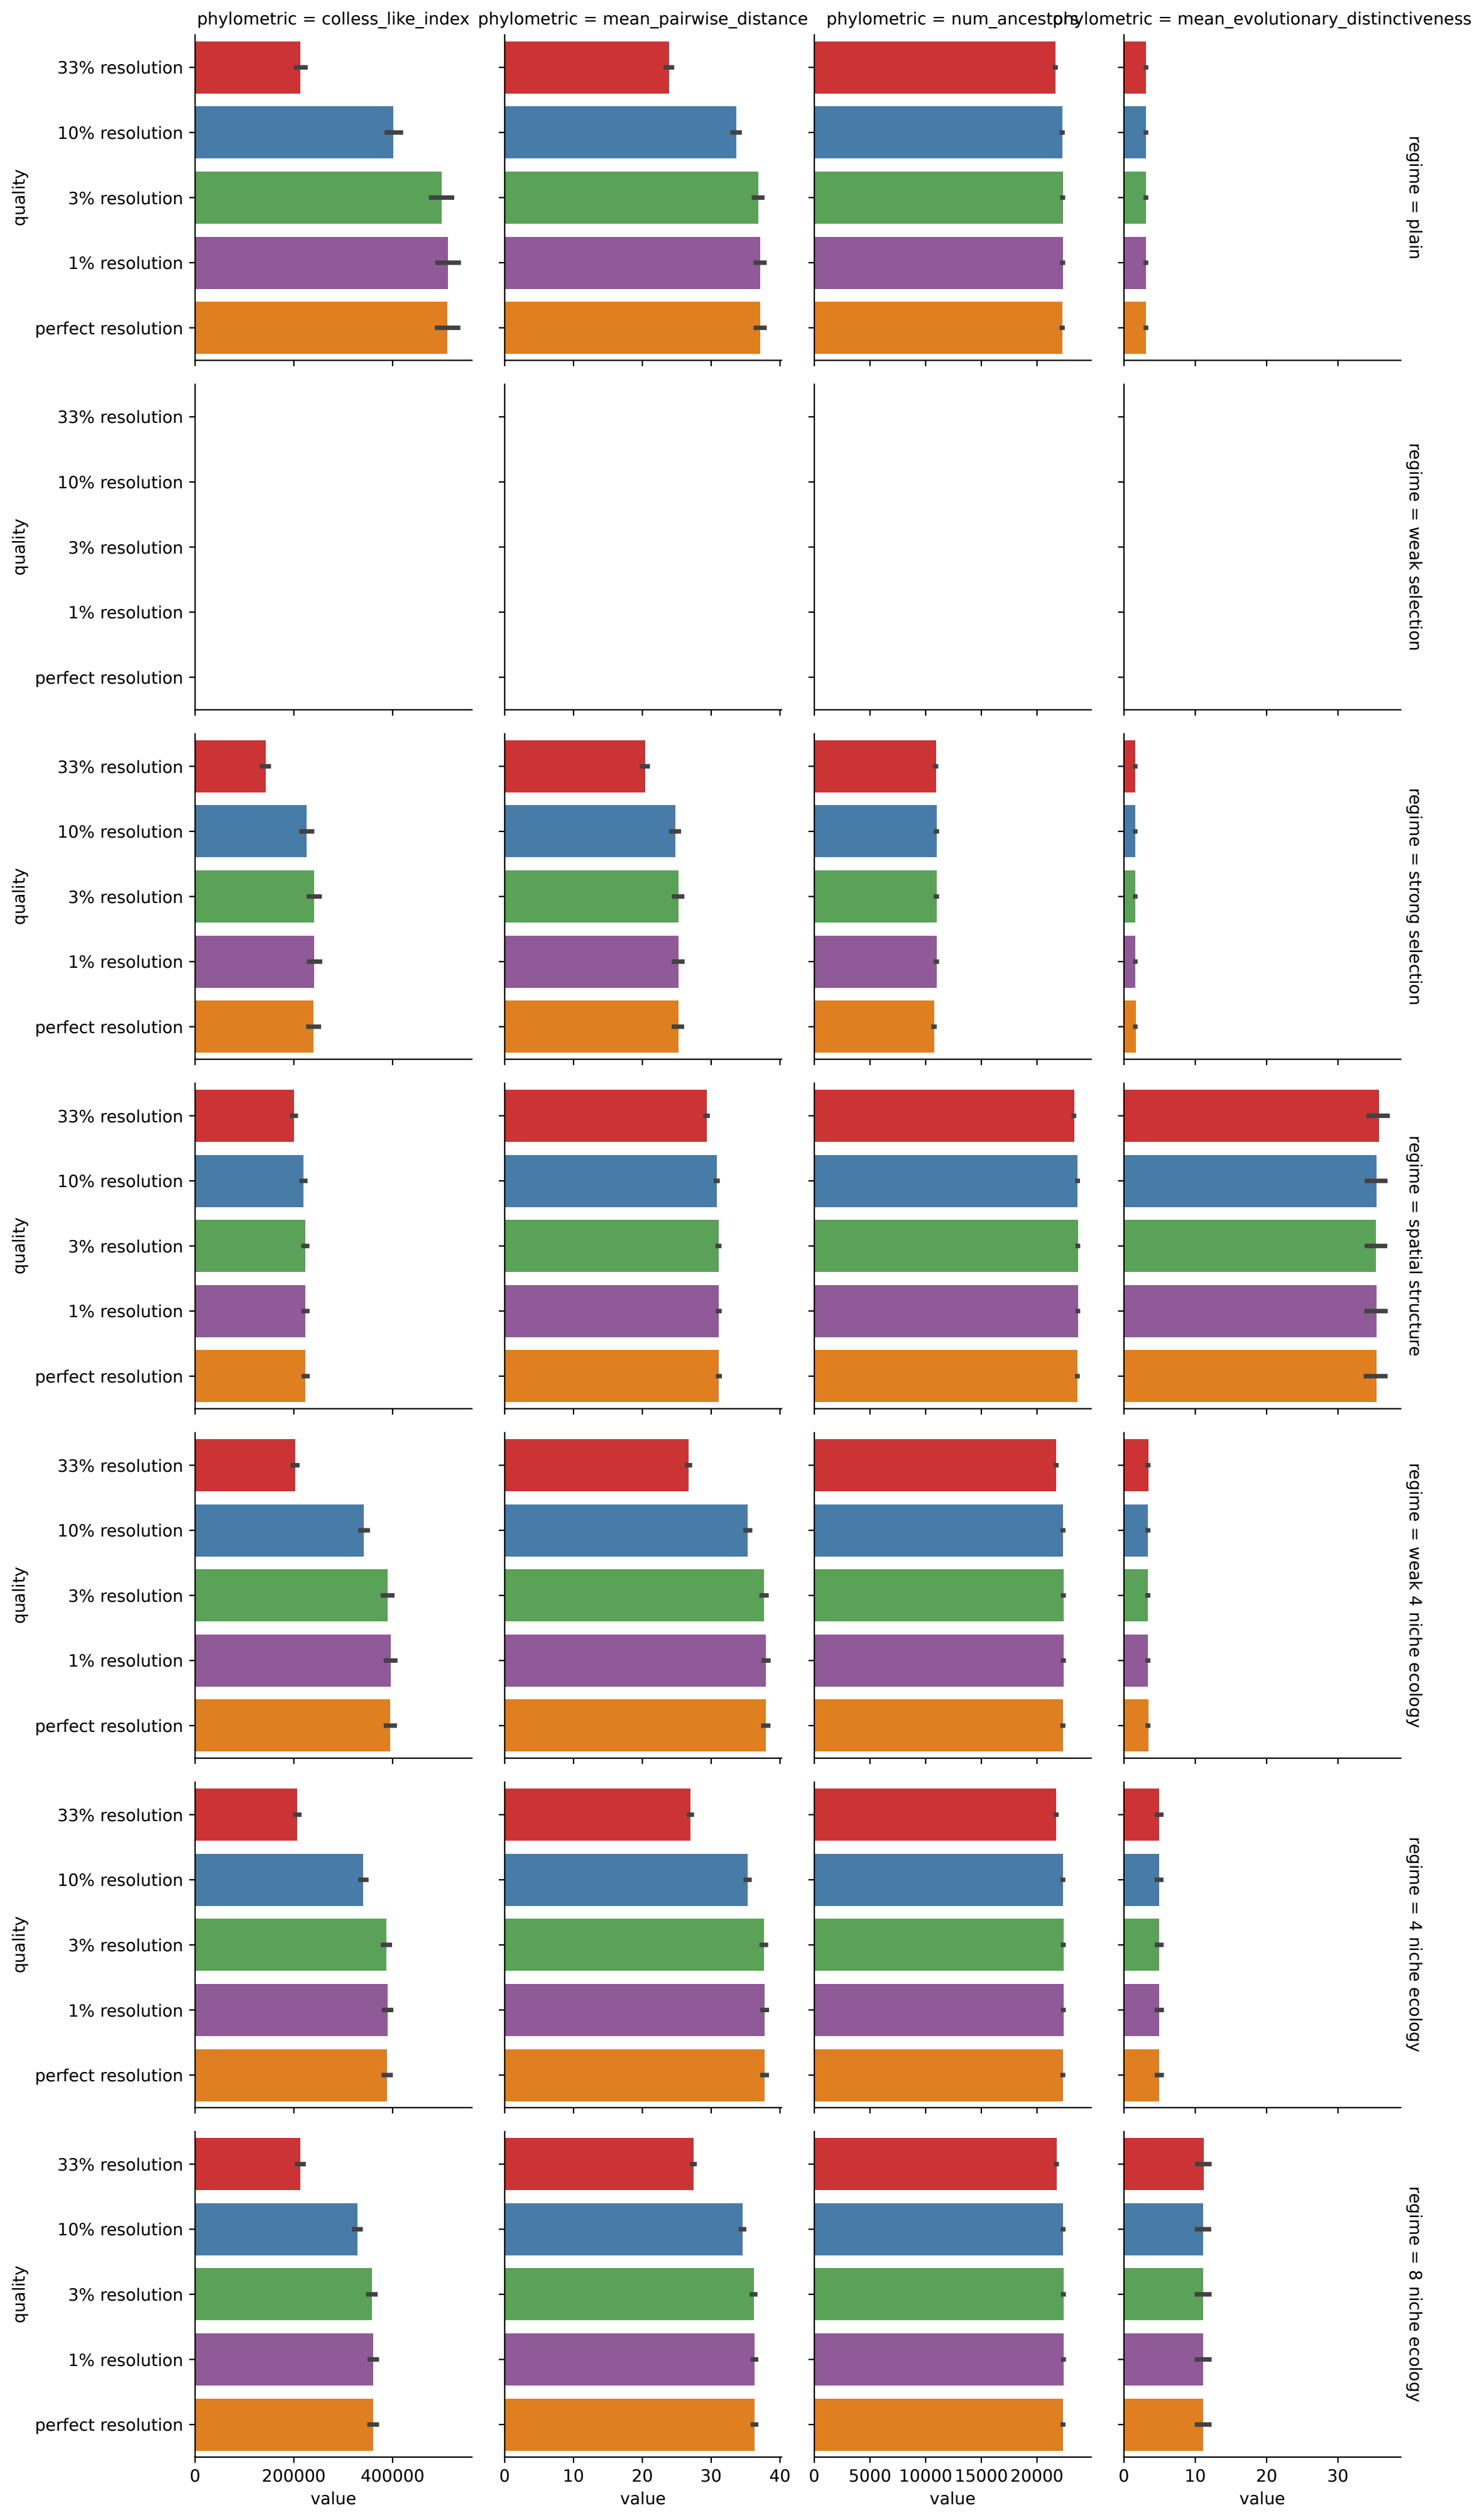 phylometric = colless_like_index
phylometric = mean_pairwise_distance
phylometric = num_ancestors
phylometric = mean_evolutionary_distinctiveness
33% resolution
10% resolution
3% resolution
1% resolution
perfect resolution
quality
regime = plain
33% resolution
10% resolution
3% resolution
1% resolution
perfect resolution
quality
regime = weak selection
33% resolution
10% resolution
3% resolution
1% resolution
perfect resolution
quality
regime = strong selection
33% resolution
10% resolution
3% resolution
1% resolution
perfect resolution
quality
regime = spatial structure
33% resolution
10% resolution
3% resolution
1% resolution
perfect resolution
quality
regime = weak 4 niche ecology
33% resolution
10% resolution
3% resolution
1% resolution
perfect resolution
quality
regime = 4 niche ecology
33% resolution
10% resolution
3% resolution
1% resolution
perfect resolution
quality
regime = 8 niche ecology
0 200000 400000
value
0 10 20 30 40
value
0 5000 10000 15000 20000
value
0 10 20 30
value